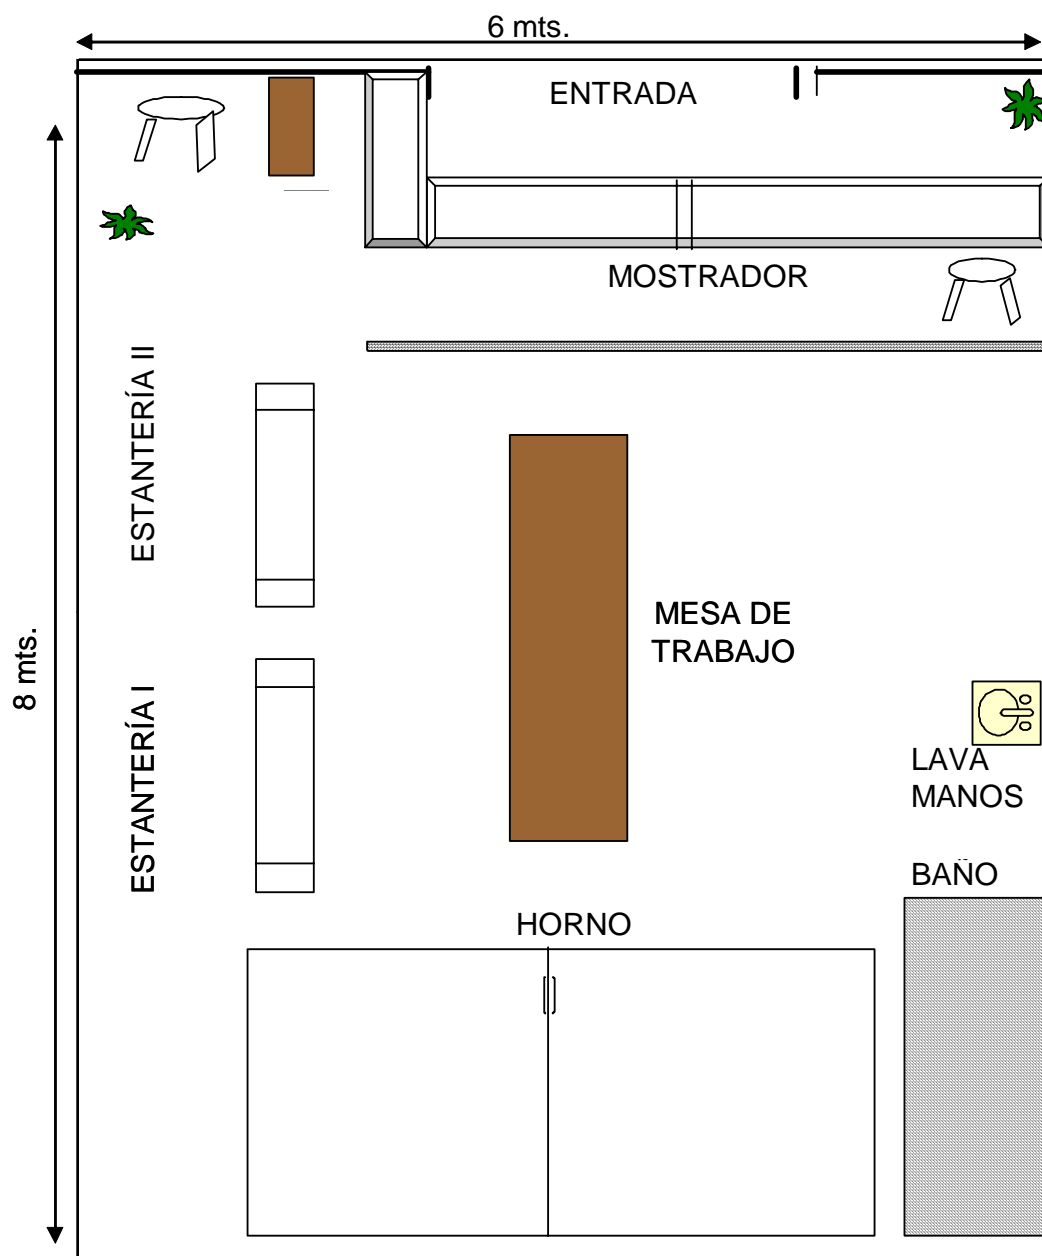 6 mts.
ENTRADA
MOSTRADOR
ESTANTERÍA II
MESA DE
TRABAJO
8 mts.
ESTANTERÍA I
LAVA
MANOS
BAÑO
HORNO